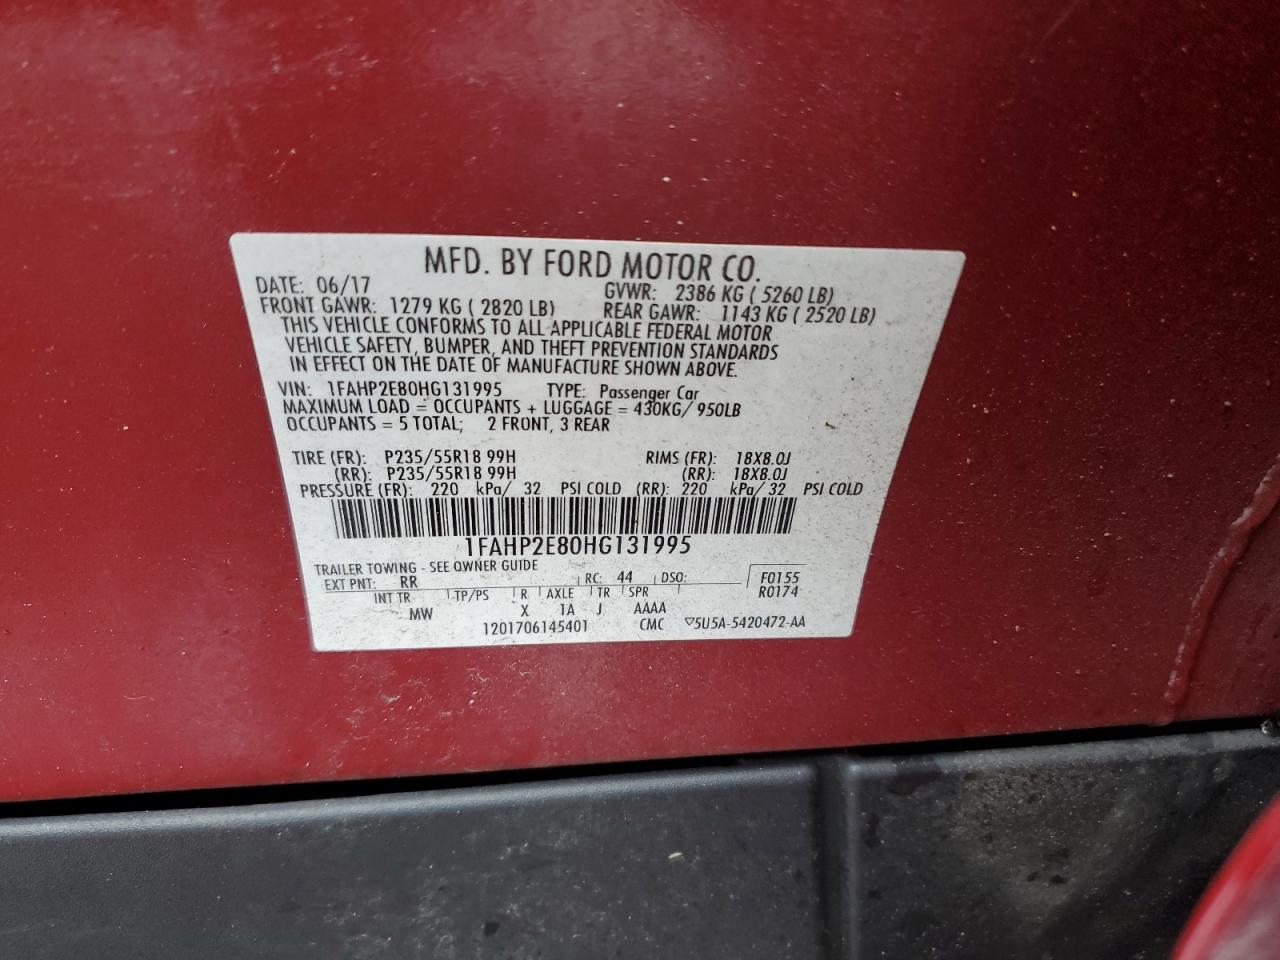 MFD. BY FORD MOTOR CO.
DATE: 06/17 GVWR: 2386 KG ( 5260 LB)
FRONT GAWR: 1279 KG ( 2820 LB) REAR GAWR: 1143 KG ( 2520 LB)
THIS VEHICLE CONFORMS TO ALL APPLICABLE FEDERAL MOTOR
VEHICLE SAFETY, BUMPER, AND THEFT PREVENTION STANDARDS
IN EFFECT ON THE DATE OF MANUFACTURE SHOWN ABOVE.
VIN: 1FAHP2E80HG131995 TYPE: Passenger Car
MAXIMUM LOAD = OCCUPANTS + LUGGAGE = 430KG/ 950LB
OCCUPANTS = 5 TOTAL; 2 FRONT, 3 REAR
TIRE (FR): P235/55R18 99H RIMS (FR): 18X8.0J
(RR): P235/55R18 99H (RR): 18X8.0J
PRESSURE (FR): 220 kPa/ 32 PSI COLD (RR): 220 kPa/ 32 PSI COLD
1FAHP2E80HG131995
TRAILER TOWING - SEE OWNER GUIDE
EXT PNT: RR RC: 44 DSO: F0155
INT TR TP/PS R AXLE TR SPR R0174
MW X 1A J AAAA
1201706145401 CMC ▽5U5A-5420472-AA